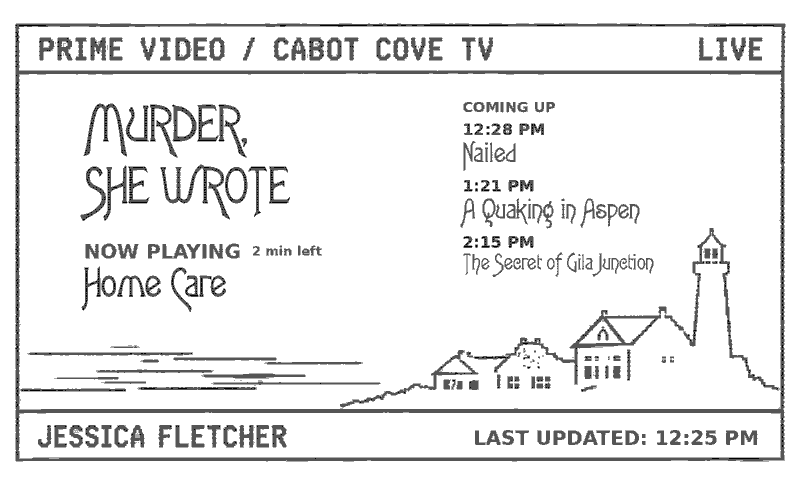 PRIME VIDEO / CABOT COVE TV
LIVE
MURDER,
SHE WROTE
NOW PLAYING 2 min left
Home Care
COMING UP
12:28 PM
Nailed
1:21 PM
A Quaking in Aspen
2:15 PM
The Secret of Gila Junction
JESSICA FLETCHER
LAST UPDATED: 12:25 PM